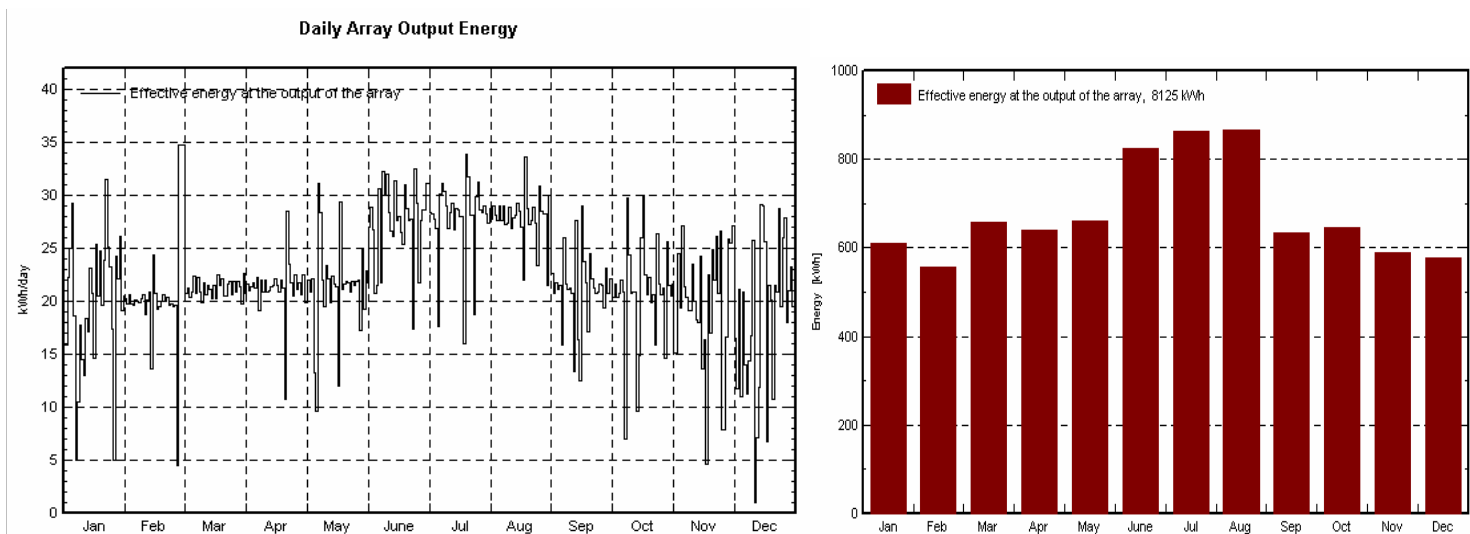 Daily Array Output Energy
Effective energy at the output of the array
kWh/day
40
35
30
25
20
15
10
5
0
Jan Feb Mar Apr May June Jul Aug Sep Oct Nov Dec
Effective energy at the output of the array, 8125 kWh
Energy [kWh]
1000
800
600
400
200
0
Jan Feb Mar Apr May June Jul Aug Sep Oct Nov Dec